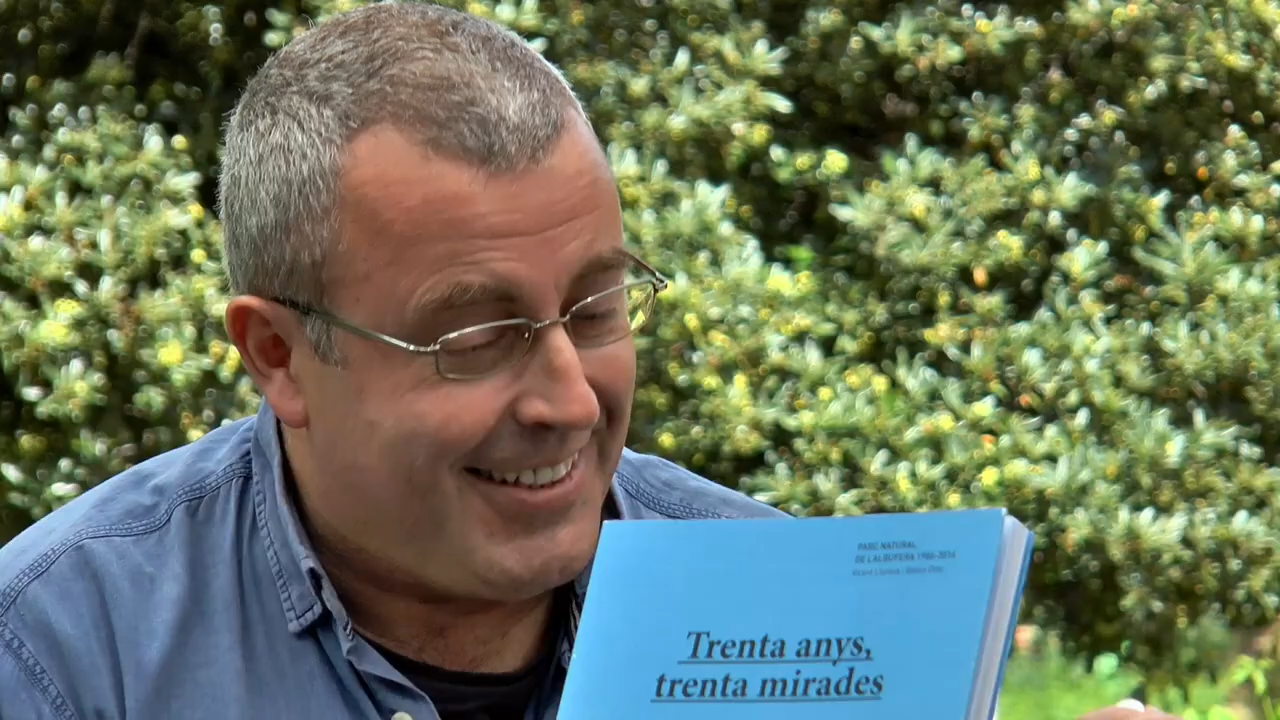 PARC NATURAL
DE L'ALBUFERA 1986-2016
Trenta anys,
trenta mirades